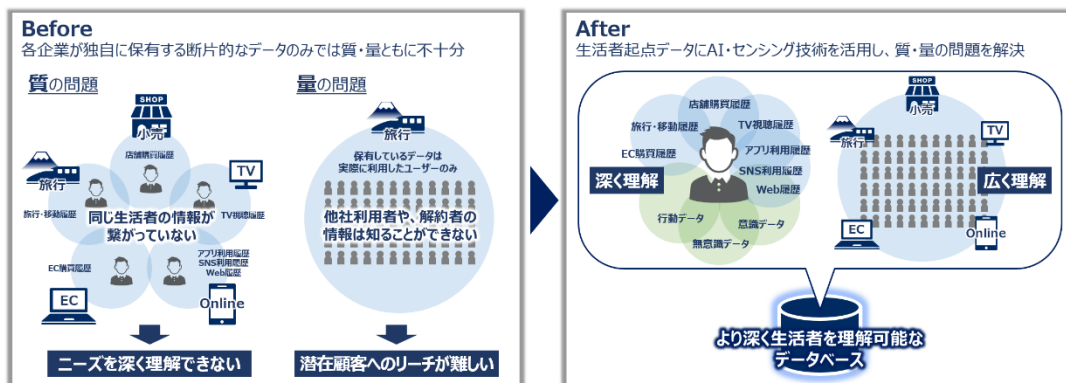 Before
各企業が独自に保有する断片的なデータのみでは質・量ともに不十分
質の問題
SHOP
小売
店舗購買履歴
旅行
旅行・移動履歴
TV
TV視聴履歴
同じ生活者の情報が
繋がっていない
EC購買履歴
EC
アプリ利用履歴
SNS利用履歴
Web履歴
Online
ニーズを深く理解できない
量の問題
旅行
保有しているデータは
実際に利用したユーザーのみ
他社利用者や、解約者の
情報は知ることができない
潜在顧客へのリーチが難しい
After
生活者起点データにAI・センシング技術を活用し、質・量の問題を解決
店舗購買履歴
旅行・移動履歴
TV視聴履歴
EC購買履歴
アプリ利用履歴
SNS利用履歴
Web履歴
深く理解
行動データ
意識データ
無意識データ
SHOP
小売
旅行
TV
広く理解
EC
Online
より深く生活者を理解可能な
データベース